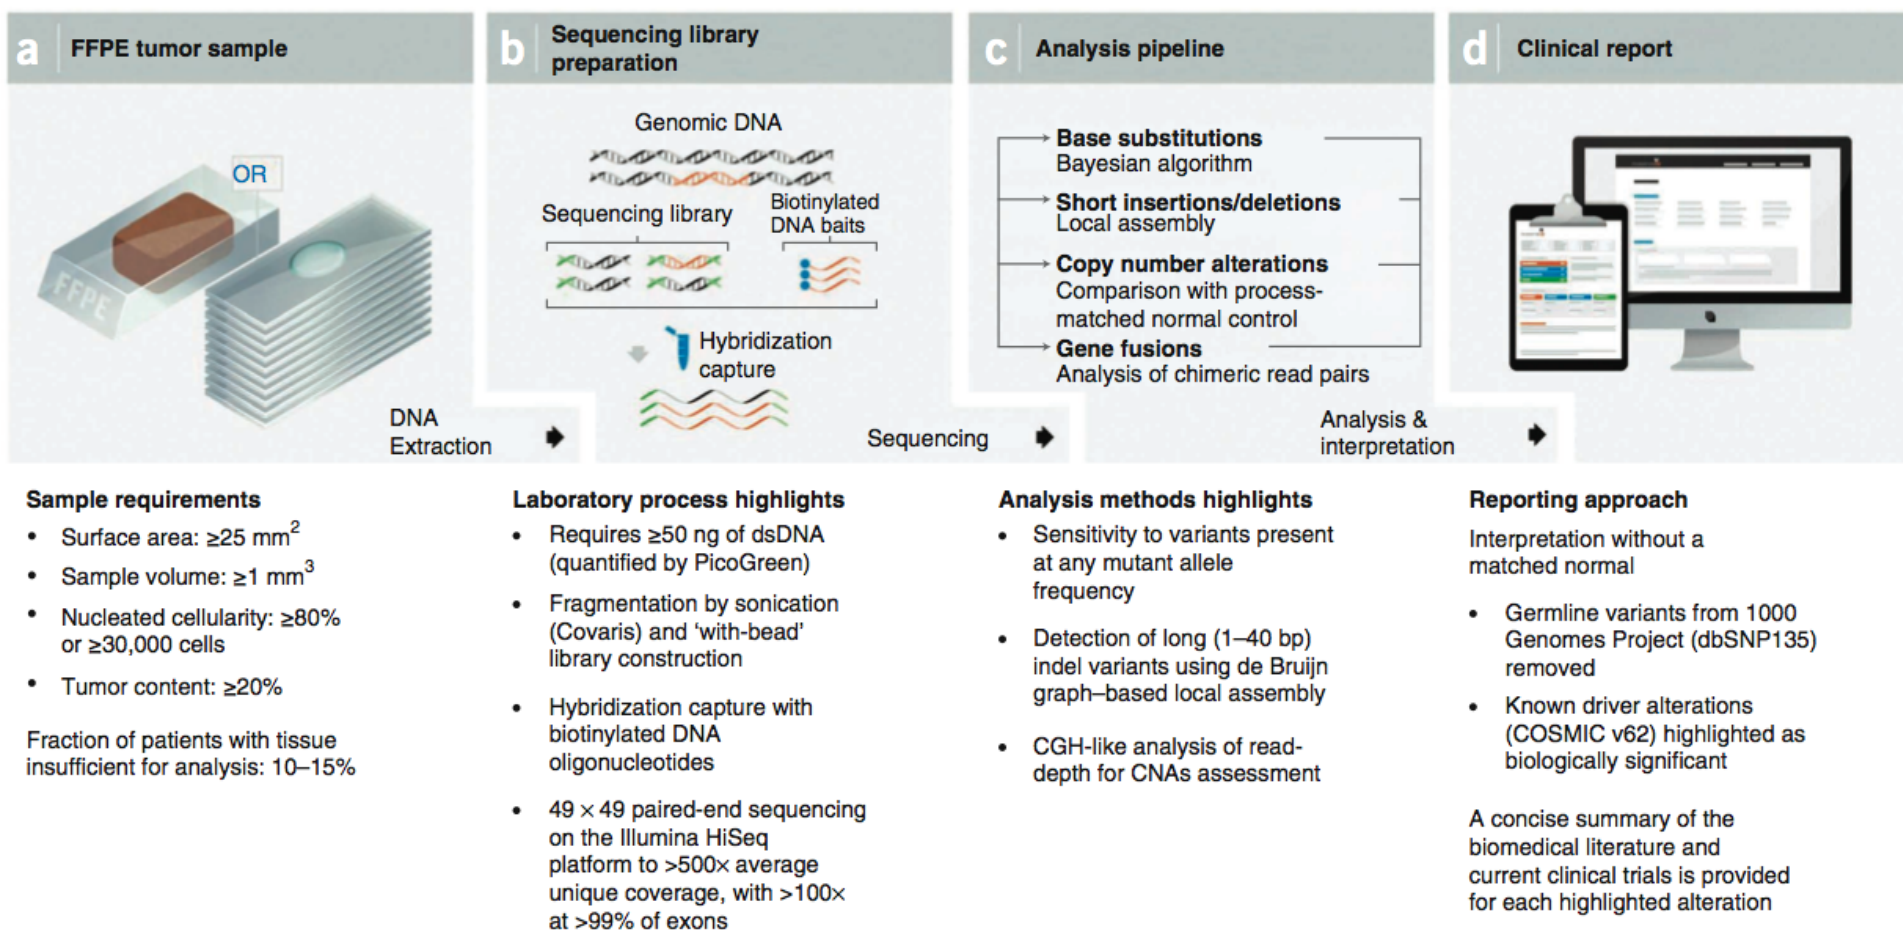 a FFPE tumor sample
OR
FFPE
DNA
Extraction
Sample requirements
• Surface area: ≥25 mm²
• Sample volume: ≥1 mm³
• Nucleated cellularity: ≥80%
or ≥30,000 cells
• Tumor content: ≥20%
Fraction of patients with tissue
insufficient for analysis: 10–15%
b Sequencing library
preparation
Genomic DNA
Sequencing library
Biotinylated
DNA baits
Hybridization
capture
Sequencing
Laboratory process highlights
• Requires ≥50 ng of dsDNA
(quantified by PicoGreen)
• Fragmentation by sonication
(Covaris) and ‘with-bead’
library construction
• Hybridization capture with
biotinylated DNA
oligonucleotides
• 49 × 49 paired-end sequencing
on the Illumina HiSeq
platform to >500× average
unique coverage, with >100×
at >99% of exons
c Analysis pipeline
Base substitutions
Bayesian algorithm
Short insertions/deletions
Local assembly
Copy number alterations
Comparison with process-
matched normal control
Gene fusions
Analysis of chimeric read pairs
Analysis &
interpretation
Analysis methods highlights
• Sensitivity to variants present
at any mutant allele
frequency
• Detection of long (1–40 bp)
indel variants using de Bruijn
graph–based local assembly
• CGH-like analysis of read-
depth for CNAs assessment
d Clinical report
Reporting approach
Interpretation without a
matched normal
• Germline variants from 1000
Genomes Project (dbSNP135)
removed
• Known driver alterations
(COSMIC v62) highlighted as
biologically significant
A concise summary of the
biomedical literature and
current clinical trials is provided
for each highlighted alteration